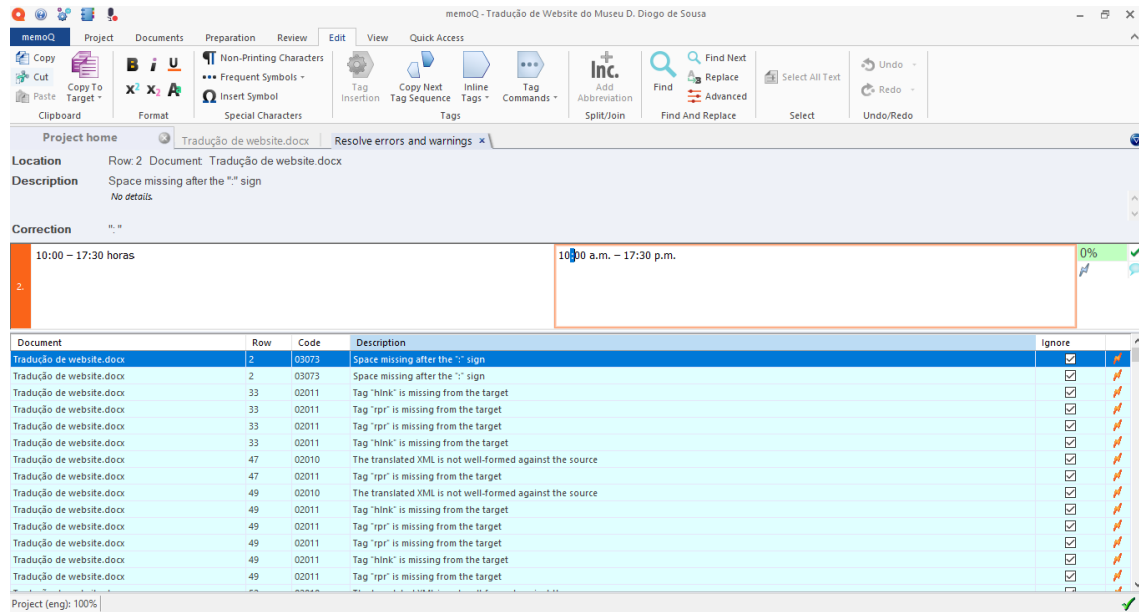 memoQ - Tradução de Website do Museu D. Diogo de Sousa
memoQ Project Documents Preparation Review Edit View Quick Access
Copy
Cut
Paste
Copy To Target
Clipboard
B i U
X² X₂
Format
Non-Printing Characters
Frequent Symbols
Insert Symbol
Special Characters
Tag Insertion
Copy Next Tag Sequence
Inline Tags
Tag Commands
Tags
Inc.
Add Abbreviation
Split/Join
Find
Find Next
Replace
Advanced
Find And Replace
Select All Text
Select
Undo
Redo
Undo/Redo
Project home Tradução de website.docx Resolve errors and warnings ×
Location Row: 2 Document: Tradução de website.docx
Description Space missing after the ":" sign
No details.
Correction ": "
2. 10:00 – 17:30 horas 10:00 a.m. – 17:30 p.m. 0%
Document Row Code Description Ignore
Tradução de website.docx 2 03073 Space missing after the ":" sign
Tradução de website.docx 2 03073 Space missing after the ":" sign
Tradução de website.docx 33 02011 Tag "hlnk" is missing from the target
Tradução de website.docx 33 02011 Tag "rpr" is missing from the target
Tradução de website.docx 33 02011 Tag "rpr" is missing from the target
Tradução de website.docx 33 02011 Tag "hlnk" is missing from the target
Tradução de website.docx 47 02010 The translated XML is not well-formed against the source
Tradução de website.docx 47 02011 Tag "rpr" is missing from the target
Tradução de website.docx 49 02010 The translated XML is not well-formed against the source
Tradução de website.docx 49 02011 Tag "hlnk" is missing from the target
Tradução de website.docx 49 02011 Tag "rpr" is missing from the target
Tradução de website.docx 49 02011 Tag "rpr" is missing from the target
Tradução de website.docx 49 02011 Tag "hlnk" is missing from the target
Tradução de website.docx 49 02011 Tag "rpr" is missing from the target
Project (eng): 100%